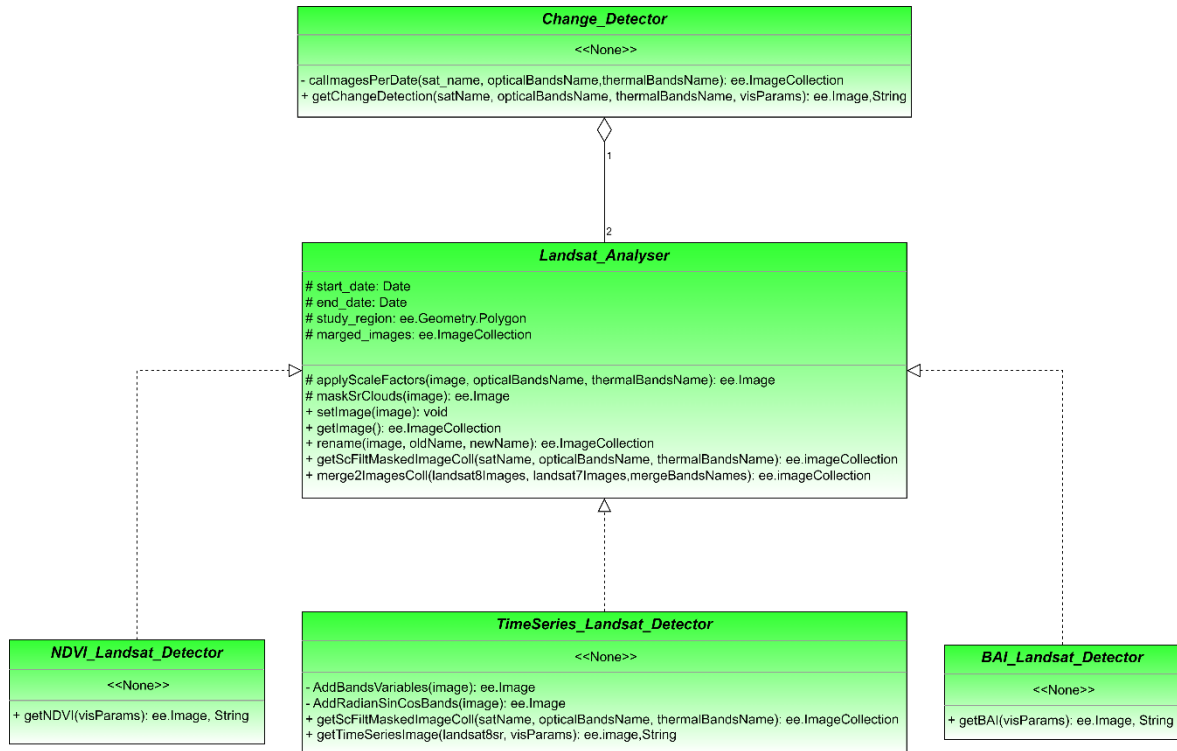 Change_Detector
<<None>>
- calImagesPerDate(sat_name, opticalBandsName,thermalBandsName): ee.ImageCollection
+ getChangeDetection(satName, opticalBandsName, thermalBandsName, visParams): ee.Image,String
1
2
Landsat_Analyser
# start_date: Date
# end_date: Date
# study_region: ee.Geometry.Polygon
# marged_images: ee.ImageCollection
# applyScaleFactors(image, opticalBandsName, thermalBandsName): ee.Image
# maskSrClouds(image): ee.Image
+ setImage(image): void
+ getImage(): ee.ImageCollection
+ rename(image, oldName, newName): ee.ImageCollection
+ getScFiltMaskedImageColl(satName, opticalBandsName, thermalBandsName): ee.imageCollection
+ merge2ImagesColl(landsat8Images, landsat7Images,mergeBandsNames): ee.imageCollection
NDVI_Landsat_Detector
<<None>>
+ getNDVI(visParams): ee.Image, String
TimeSeries_Landsat_Detector
<<None>>
- AddBandsVariables(image): ee.Image
- AddRadianSinCosBands(image): ee.Image
+ getScFiltMaskedImageColl(satName, opticalBandsName, thermalBandsName): ee.ImageCollection
+ getTimeSeriesImage(landsat8sr, visParams): ee.image,String
BAI_Landsat_Detector
<<None>>
+ getBAI(visParams): ee.Image, String